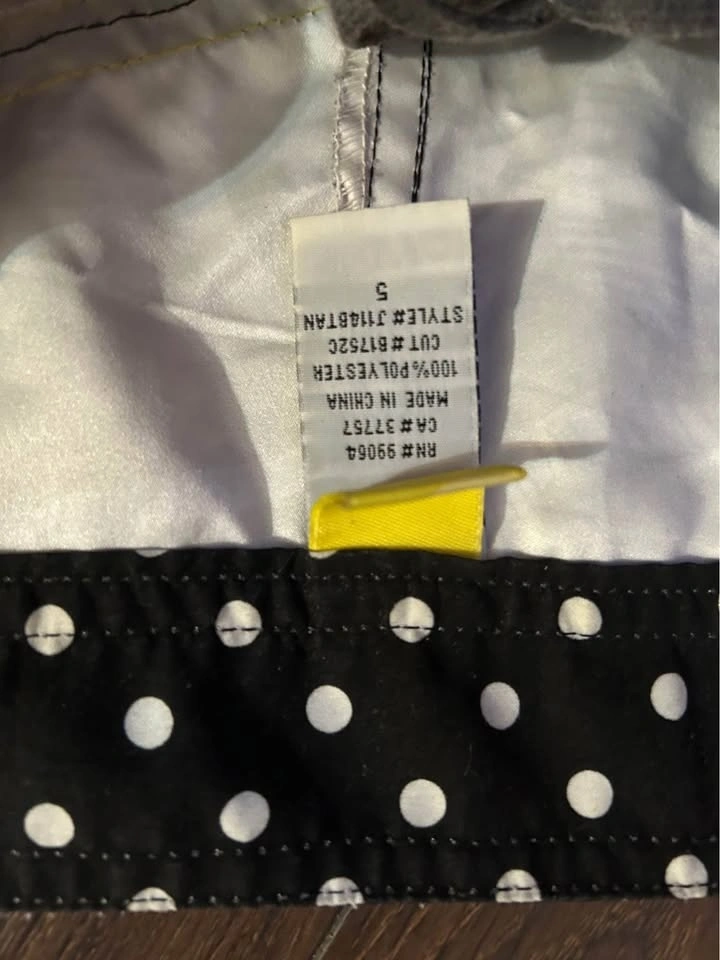 RN# 99064
CA# 37757
MADE IN CHINA
100%POLYESTER
CUT# B1752C
STYLE# J114BTAN
5